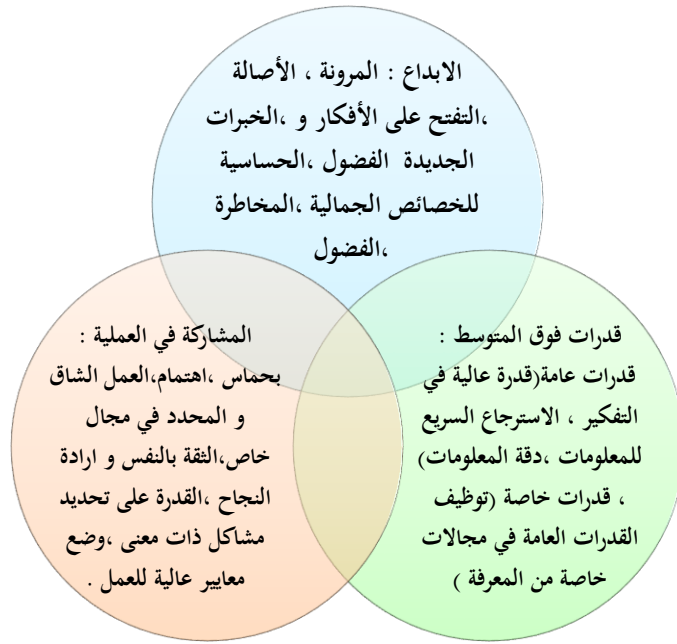 الابداع : المرونة ، الأصالة
،التفتح على الأفكار و ،الخبرات
الجديدة الفضول ،الحساسية
للخصائص الجمالية ،المخاطرة
،الفضول
قدرات فوق المتوسط :
قدرات عامة(قدرة عالية في
التفكير ، الاسترجاع السريع
للمعلومات ،دقة المعلومات)
، قدرات خاصة (توظيف
القدرات العامة في مجالات
خاصة من المعرفة )
المشاركة في العملية :
بحماس ،اهتمام،العمل الشاق
و المحدد في مجال
خاص،الثقة بالنفس و ارادة
النجاح ،القدرة على تحديد
مشاكل ذات معنى ،وضع
معايير عالية للعمل .